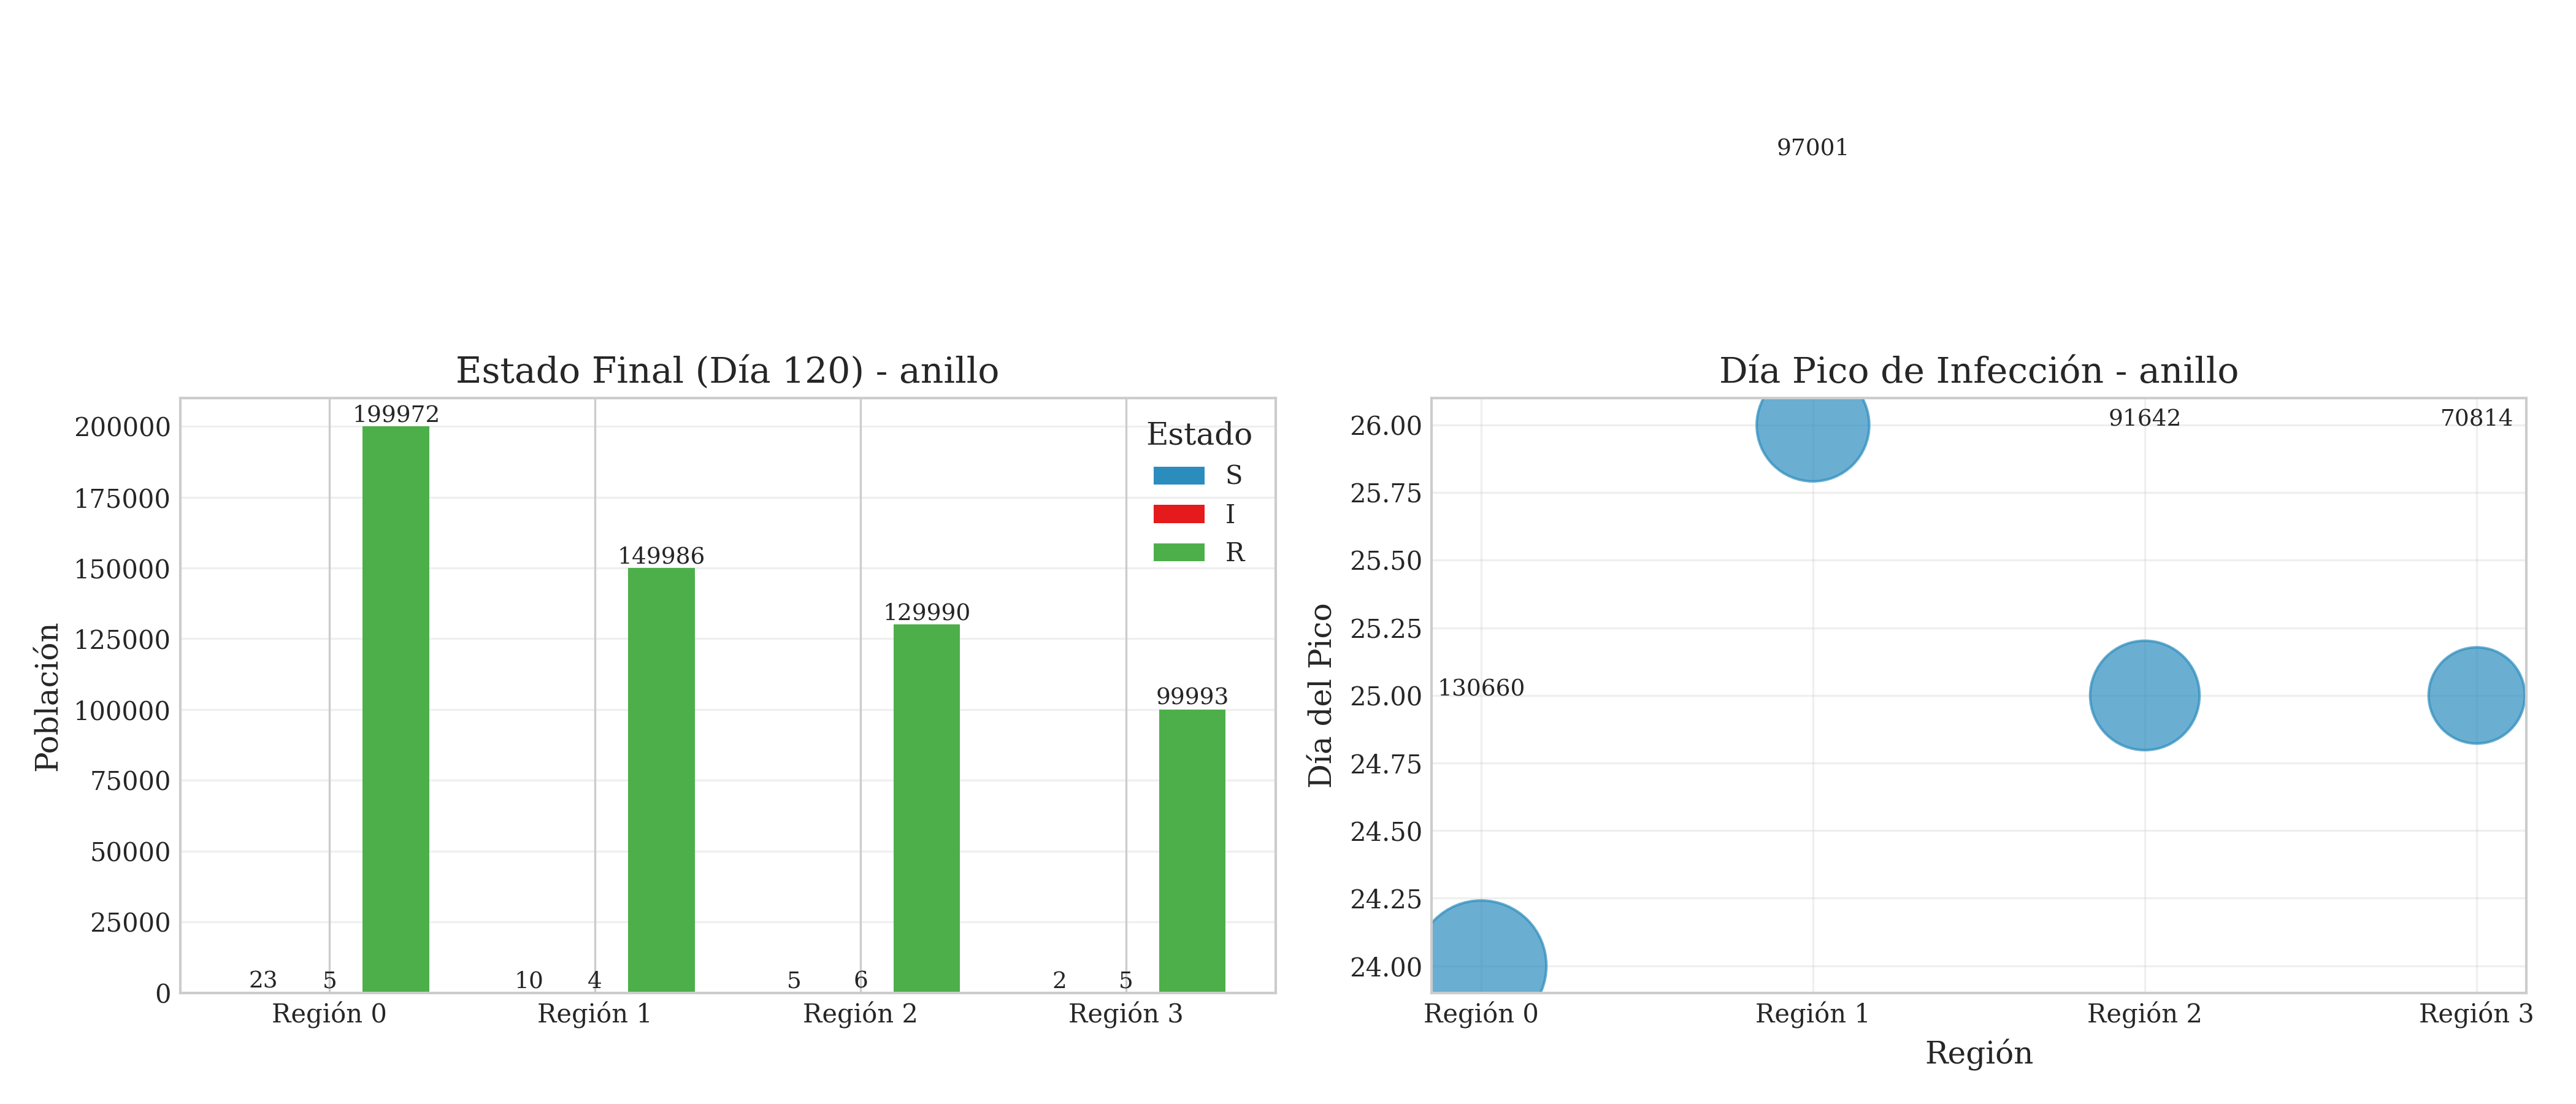 97001
Estado Final (Día 120) - anillo
Población
200000
175000
150000
125000
100000
75000
50000
25000
0
199972
149986
129990
99993
23
5
10
4
5
6
2
5
Región 0
Región 1
Región 2
Región 3
Estado
S
I
R
Día Pico de Infección - anillo
Día del Pico
26.00
25.75
25.50
25.25
25.00
24.75
24.50
24.25
24.00
91642
70814
130660
Región 0
Región 1
Región 2
Región 3
Región